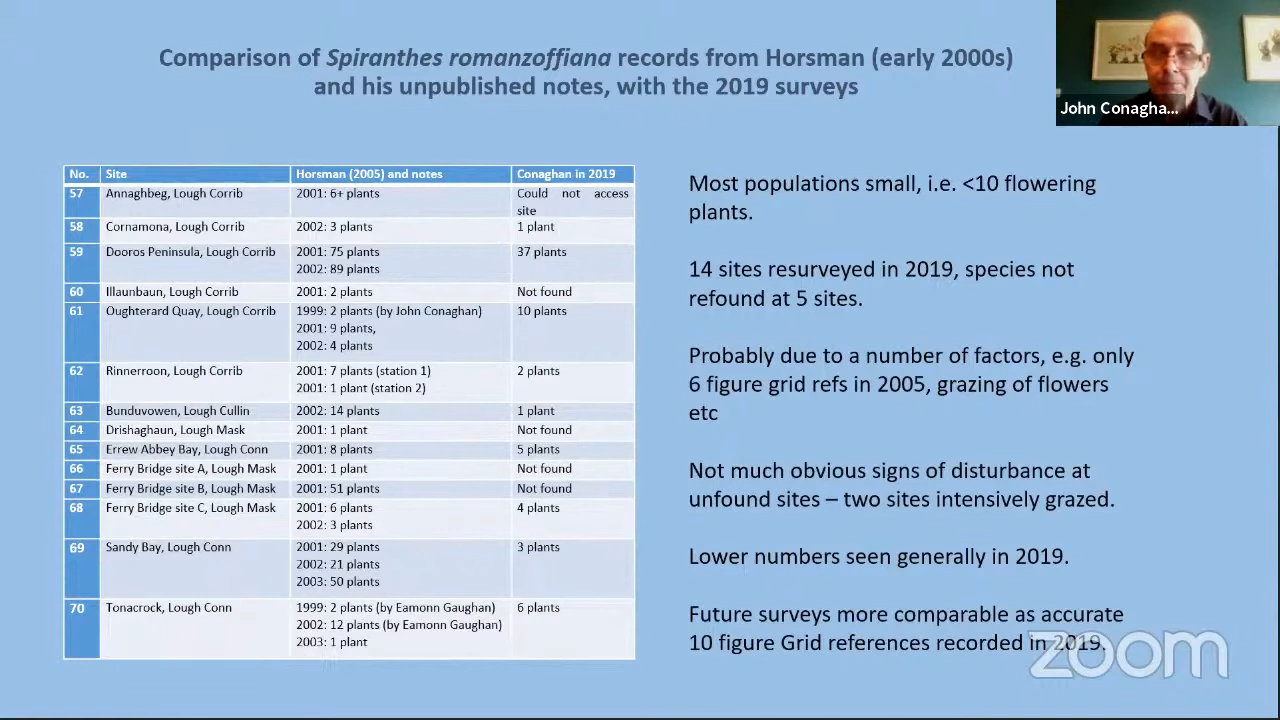 Comparison of Spiranthes romanzoffiana records from Horsman (early 2000s)
and his unpublished notes, with the 2019 surveys
John Conagha...
No. Site Horsman (2005) and notes Conaghan in 2019
57 Annaghbeg, Lough Corrib 2001: 6+ plants Could not access
site
58 Cornamona, Lough Corrib 2002: 3 plants 1 plant
59 Dooros Peninsula, Lough Corrib 2001: 75 plants 37 plants
2002: 89 plants
60 Illaunbaun, Lough Corrib 2001: 2 plants Not found
61 Oughterard Quay, Lough Corrib 1999: 2 plants (by John Conaghan) 10 plants
2001: 9 plants,
2002: 4 plants
62 Rinnerroon, Lough Corrib 2001: 7 plants (station 1) 2 plants
2001: 1 plant (station 2)
63 Bunduvowen, Lough Cullin 2002: 14 plants 1 plant
64 Drishaghaun, Lough Mask 2001: 1 plant Not found
65 Errew Abbey Bay, Lough Conn 2001: 8 plants 5 plants
66 Ferry Bridge site A, Lough Mask 2001: 1 plant Not found
67 Ferry Bridge site B, Lough Mask 2001: 51 plants Not found
68 Ferry Bridge site C, Lough Mask 2001: 6 plants 4 plants
2002: 3 plants
69 Sandy Bay, Lough Conn 2001: 29 plants 3 plants
2002: 21 plants
2003: 50 plants
70 Tonacrock, Lough Conn 1999: 2 plants (by Eamonn Gaughan) 6 plants
2002: 12 plants (by Eamonn Gaughan)
2003: 1 plant
Most populations small, i.e. <10 flowering
plants.
14 sites resurveyed in 2019, species not
refound at 5 sites.
Probably due to a number of factors, e.g. only
6 figure grid refs in 2005, grazing of flowers
etc
Not much obvious signs of disturbance at
unfound sites – two sites intensively grazed.
Lower numbers seen generally in 2019.
Future surveys more comparable as accurate
10 figure Grid references recorded in 2019.
zoom